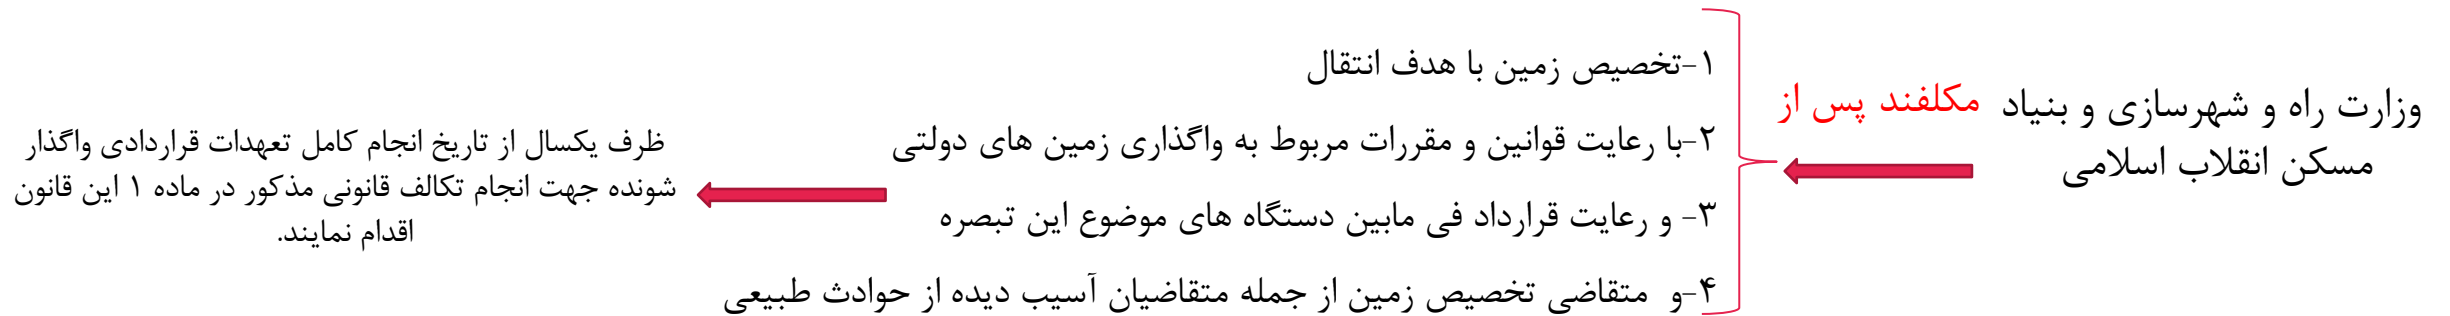 وزارت راه و شهرسازی و بنیاد
مسکن انقلاب اسلامی
مکلفند پس از
۱-تخصیص زمین با هدف انتقال
۲-با رعایت قوانین و مقررات مربوط به واگذاری زمین های دولتی
۳- و رعایت قرارداد فی مابین دستگاه های موضوع این تبصره
۴-و متقاضی تخصیص زمین از جمله متقاضیان آسیب دیده از حوادث طبیعی
ظرف یکسال از تاریخ انجام کامل تعهدات قراردادی واگذار
شونده جهت انجام تکالف قانونی مذکور در ماده ۱ این قانون
اقدام نمایند.